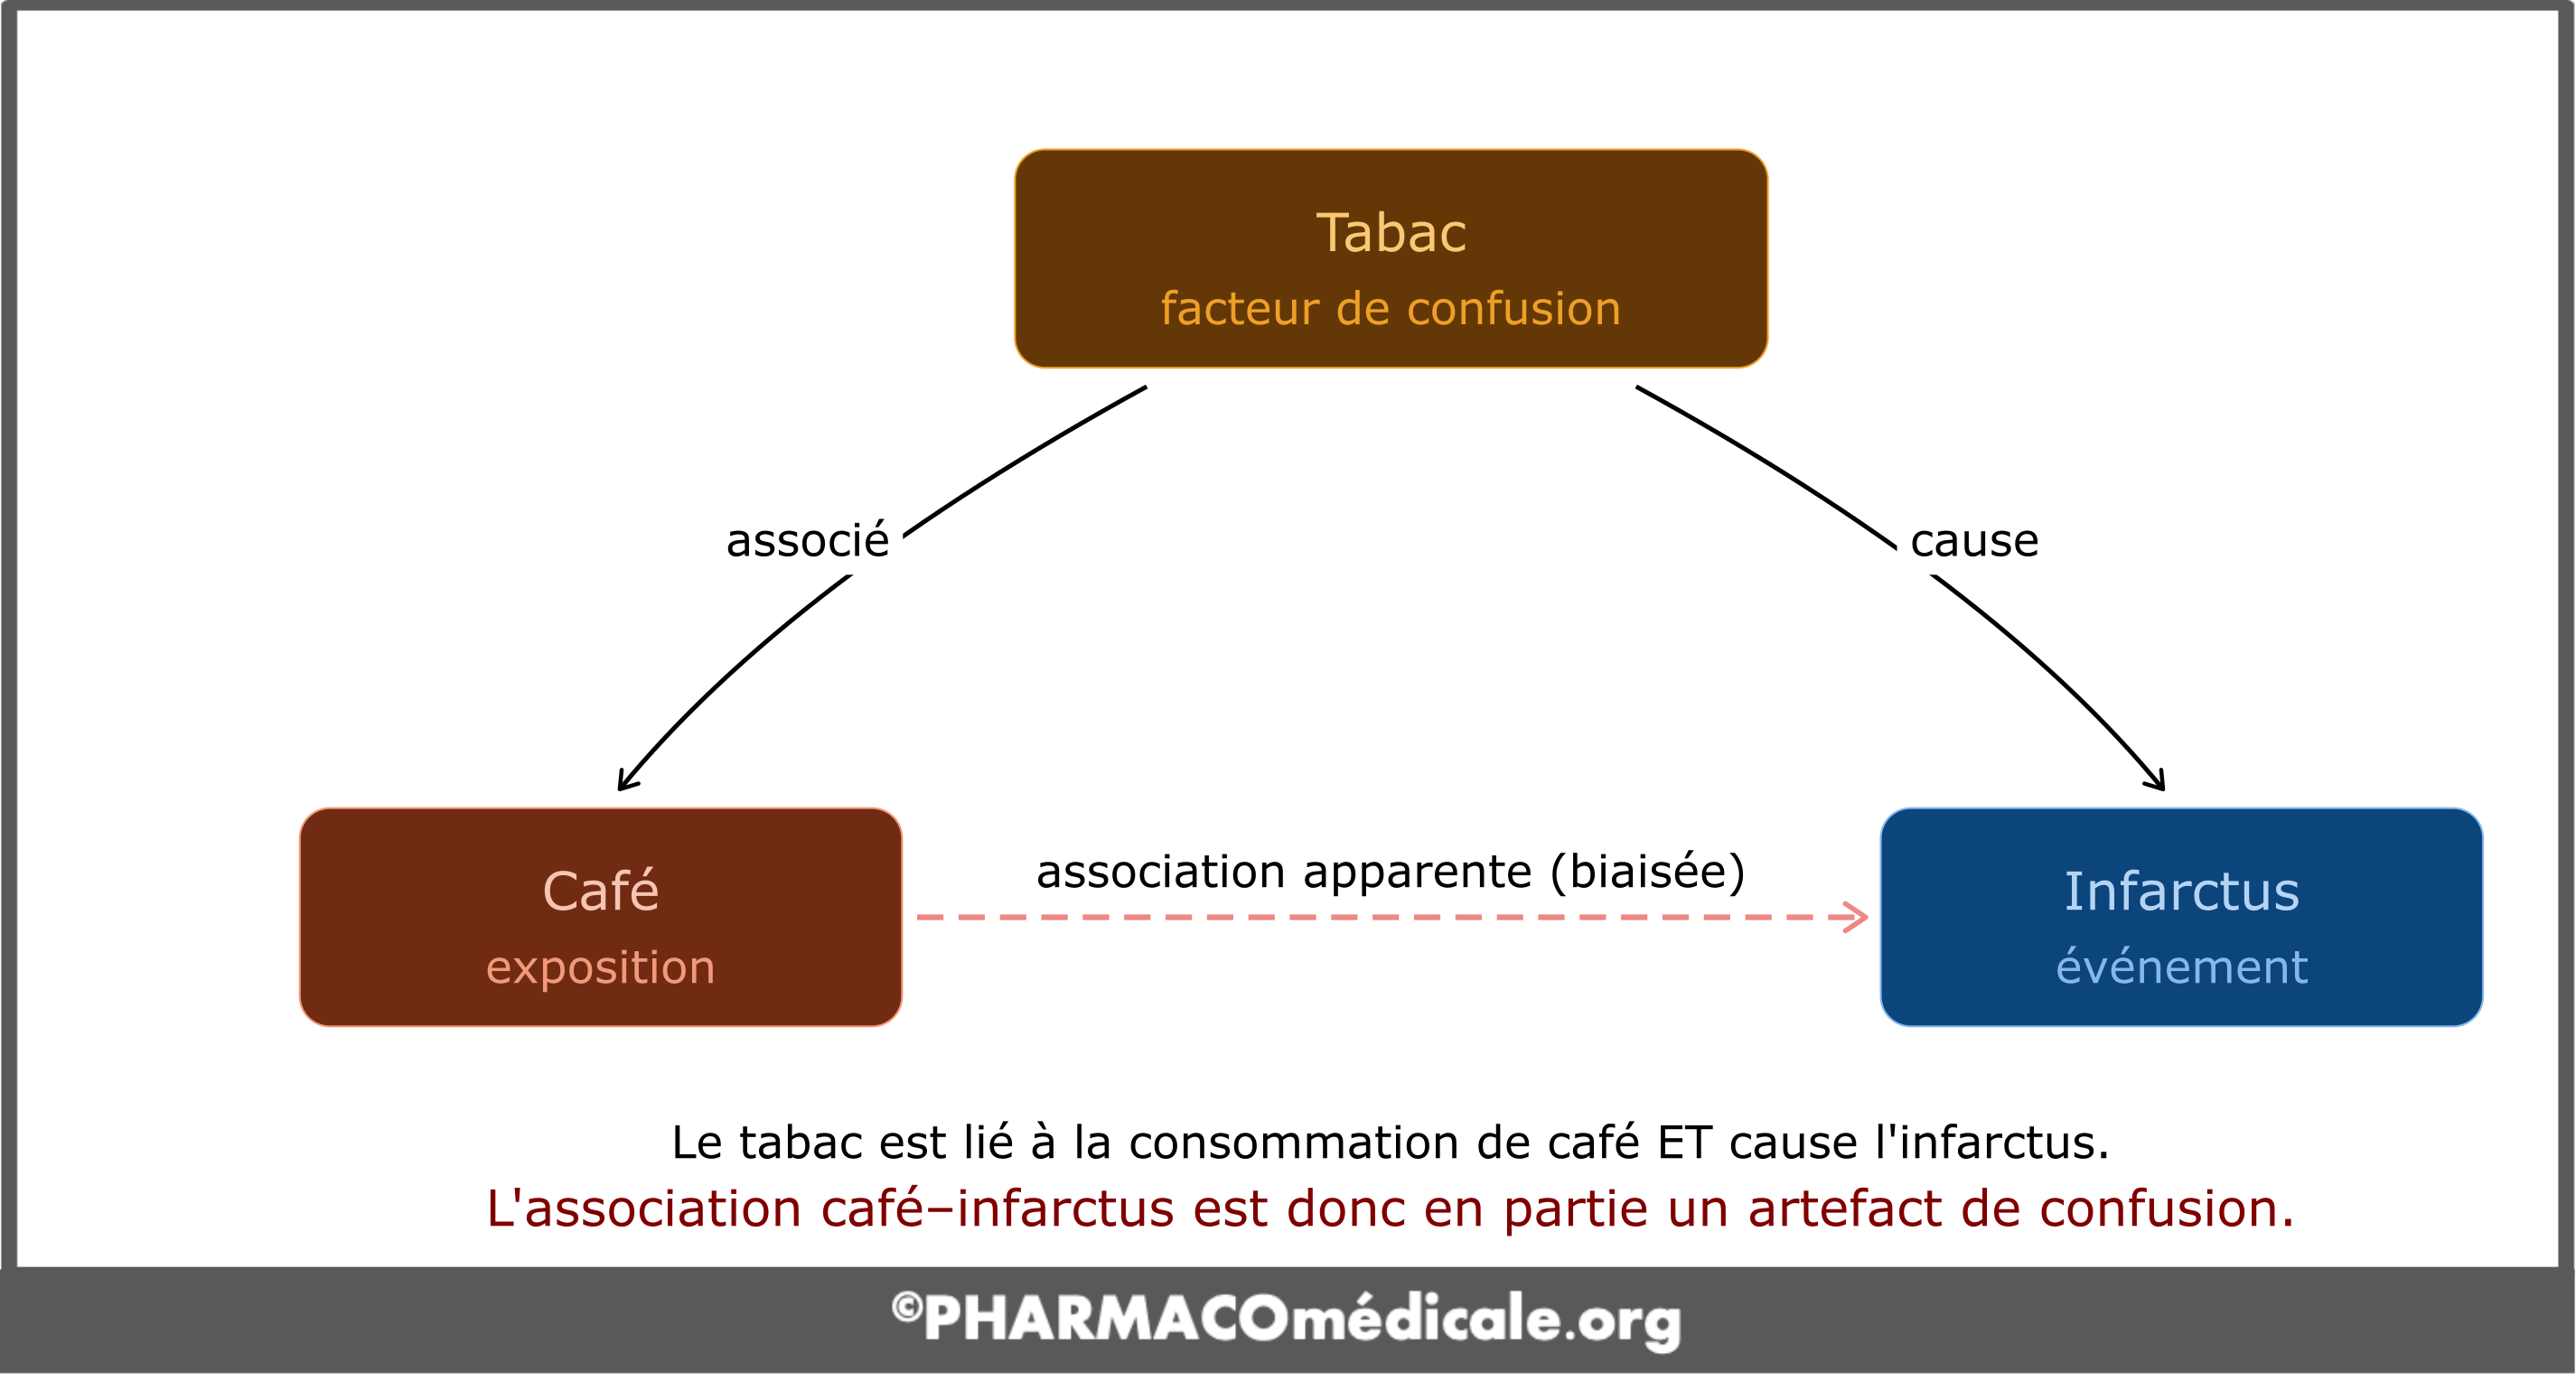 Tabac
facteur de confusion
associé
cause
association apparente (biaisée)
Café
exposition
Infarctus
événement
Le tabac est lié à la consommation de café ET cause l'infarctus.
L'association café–infarctus est donc en partie un artefact de confusion.
©PHARMACOmédicale.org